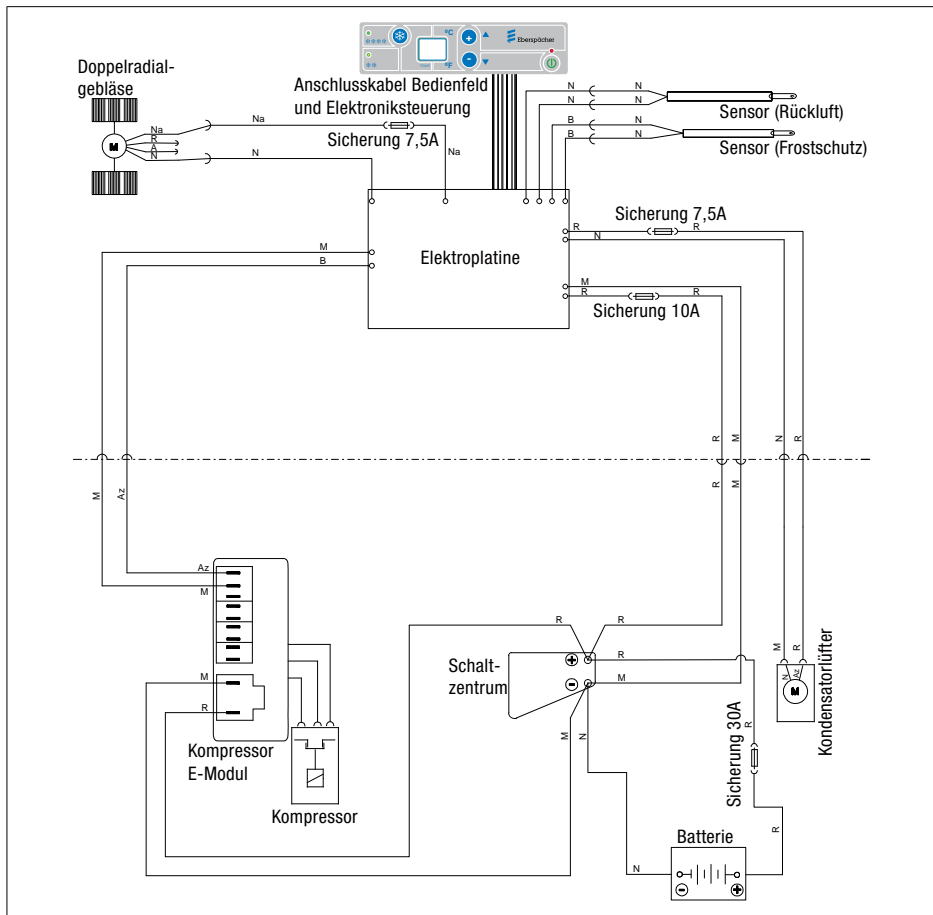 °C
°F
+
-
Eberspächer
Doppelradial-
gebläse
Anschlusskabel Bedienfeld
und Elektroniksteuerung
Sicherung 7,5A
Na
Na
Na
R
A
N
N
M
N
N
N
N
Sensor (Rückluft)
B
N
B
N
Sensor (Frostschutz)
Elektroplatine
Sicherung 7,5A
R
R
N
M
R
R
Sicherung 10A
M
B
R
M
N
R
M
Az
R
M
Az
M
M
R
Kompressor
E-Modul
Kompressor
R
R
R
M
Schalt-
zentrum
+
-
M
N
M
R
N
Az
M
Kondensatorlüfter
R
Sicherung 30A
R
Batterie
N
-
+